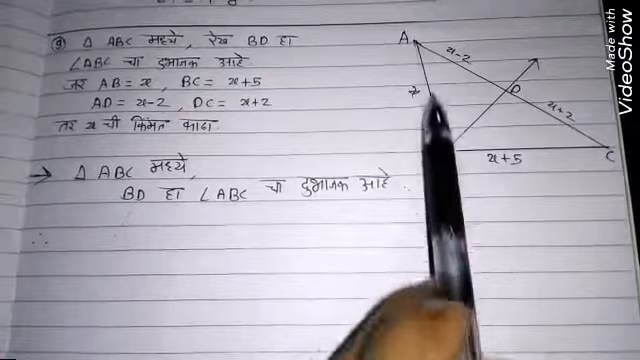 (9) Δ ABC मध्ये, रेख BD हा
∠ABC चा दुभाजक आहे
जर AB = x, BC = x+5
AD = x-2, DC = x+2
तर x ची किंमत काढा
→ Δ ABC मध्ये,
BD हा ∠ABC चा दुभाजक आहे.
∴
A
x-2
x
D
x+2
x+5
C
Made with
VideoShow